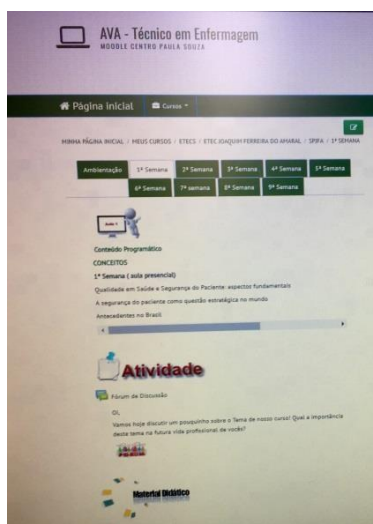 AVA - Técnico em Enfermagem
MOODLE CENTRO PAULA SOUZA
Página inicial Cursos
MINHA PÁGINA INICIAL / MEUS CURSOS / ETECS / ETEC JOAQUIM FERREIRA DO AMARAL / SPIFA / 1ª SEMANA
Ambientação 1ª Semana 2ª Semana 3ª Semana 4ª Semana 5ª Semana
6ª Semana 7ª semana 8ª Semana 9ª Semana
Conteúdo Programático
CONCEITOS
1ª Semana ( aula presencial)
Qualidade em Saúde e Segurança do Paciente: aspectos fundamentais
A segurança do paciente como questão estratégica no mundo
Antecedentes no Brasil
Atividade
Fórum de Discussão
Oi,
Vamos hoje discutir um pouquinho sobre o Tema de nosso curso! Qual a importância
deste tema na futura vida profissional de vocês?
Material Didático